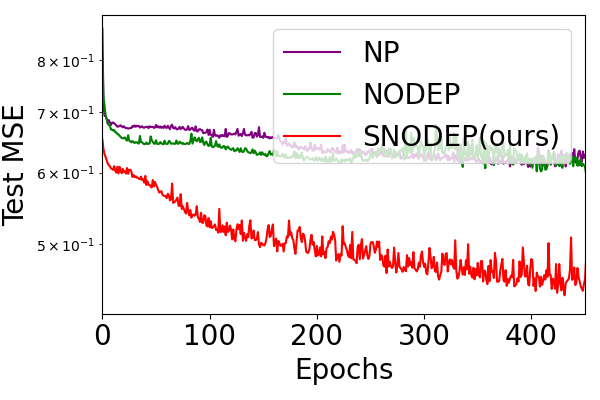 Test MSE
8 × 10⁻¹
7 × 10⁻¹
6 × 10⁻¹
5 × 10⁻¹
NP
NODEP
SNODEP(ours)
0 100 200 300 400
Epochs